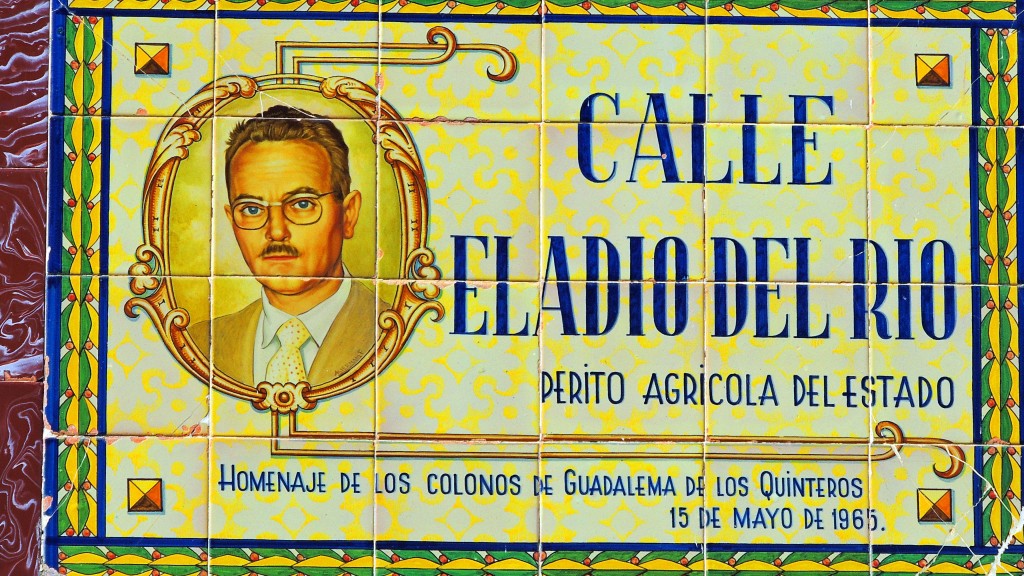 CALLE
ELADIO DEL RIO
PERITO AGRICOLA DEL ESTADO
HOMENAJE DE LOS COLONOS DE GUADALEMA DE LOS QUINTEROS
15 DE MAYO DE 1965.